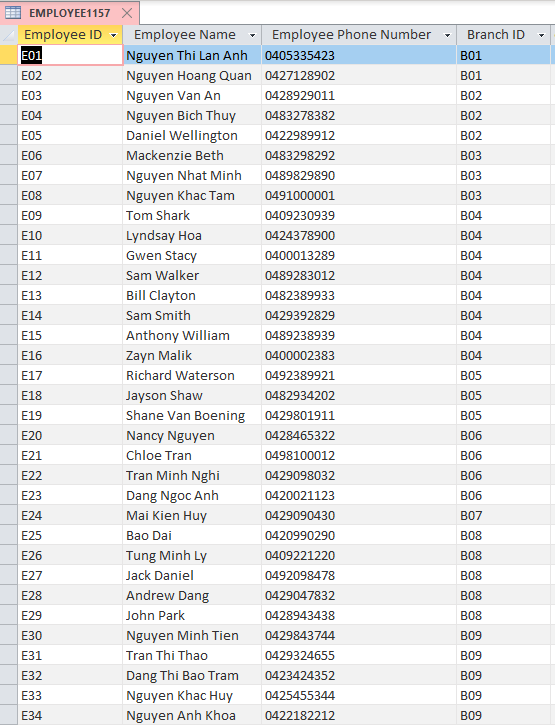 EMPLOYEE1157
Employee ID Employee Name Employee Phone Number Branch ID
E01 Nguyen Thi Lan Anh 0405335423 B01
E02 Nguyen Hoang Quan 0427128902 B01
E03 Nguyen Van An 0428929011 B02
E04 Nguyen Bich Thuy 0483278382 B02
E05 Daniel Wellington 0422989912 B02
E06 Mackenzie Beth 0483298292 B03
E07 Nguyen Nhat Minh 0489829890 B03
E08 Nguyen Khac Tam 0491000001 B03
E09 Tom Shark 0409230939 B04
E10 Lyndsay Hoa 0424378900 B04
E11 Gwen Stacy 0400013289 B04
E12 Sam Walker 0489283012 B04
E13 Bill Clayton 0482389933 B04
E14 Sam Smith 0429392829 B04
E15 Anthony William 0489238939 B04
E16 Zayn Malik 0400002383 B04
E17 Richard Waterson 0492389921 B05
E18 Jayson Shaw 0482934202 B05
E19 Shane Van Boening 0429801911 B05
E20 Nancy Nguyen 0428465322 B06
E21 Chloe Tran 0498100012 B06
E22 Tran Minh Nghi 0429098032 B06
E23 Dang Ngoc Anh 0420021123 B06
E24 Mai Kien Huy 0429090430 B07
E25 Bao Dai 0420990290 B08
E26 Tung Minh Ly 0409221220 B08
E27 Jack Daniel 0492098478 B08
E28 Andrew Dang 0429047832 B08
E29 John Park 0428943438 B08
E30 Nguyen Minh Tien 0429843744 B09
E31 Tran Thi Thao 0429324655 B09
E32 Dang Thi Bao Tram 0423424352 B09
E33 Nguyen Khac Huy 0425455344 B09
E34 Nguyen Anh Khoa 0422182212 B09